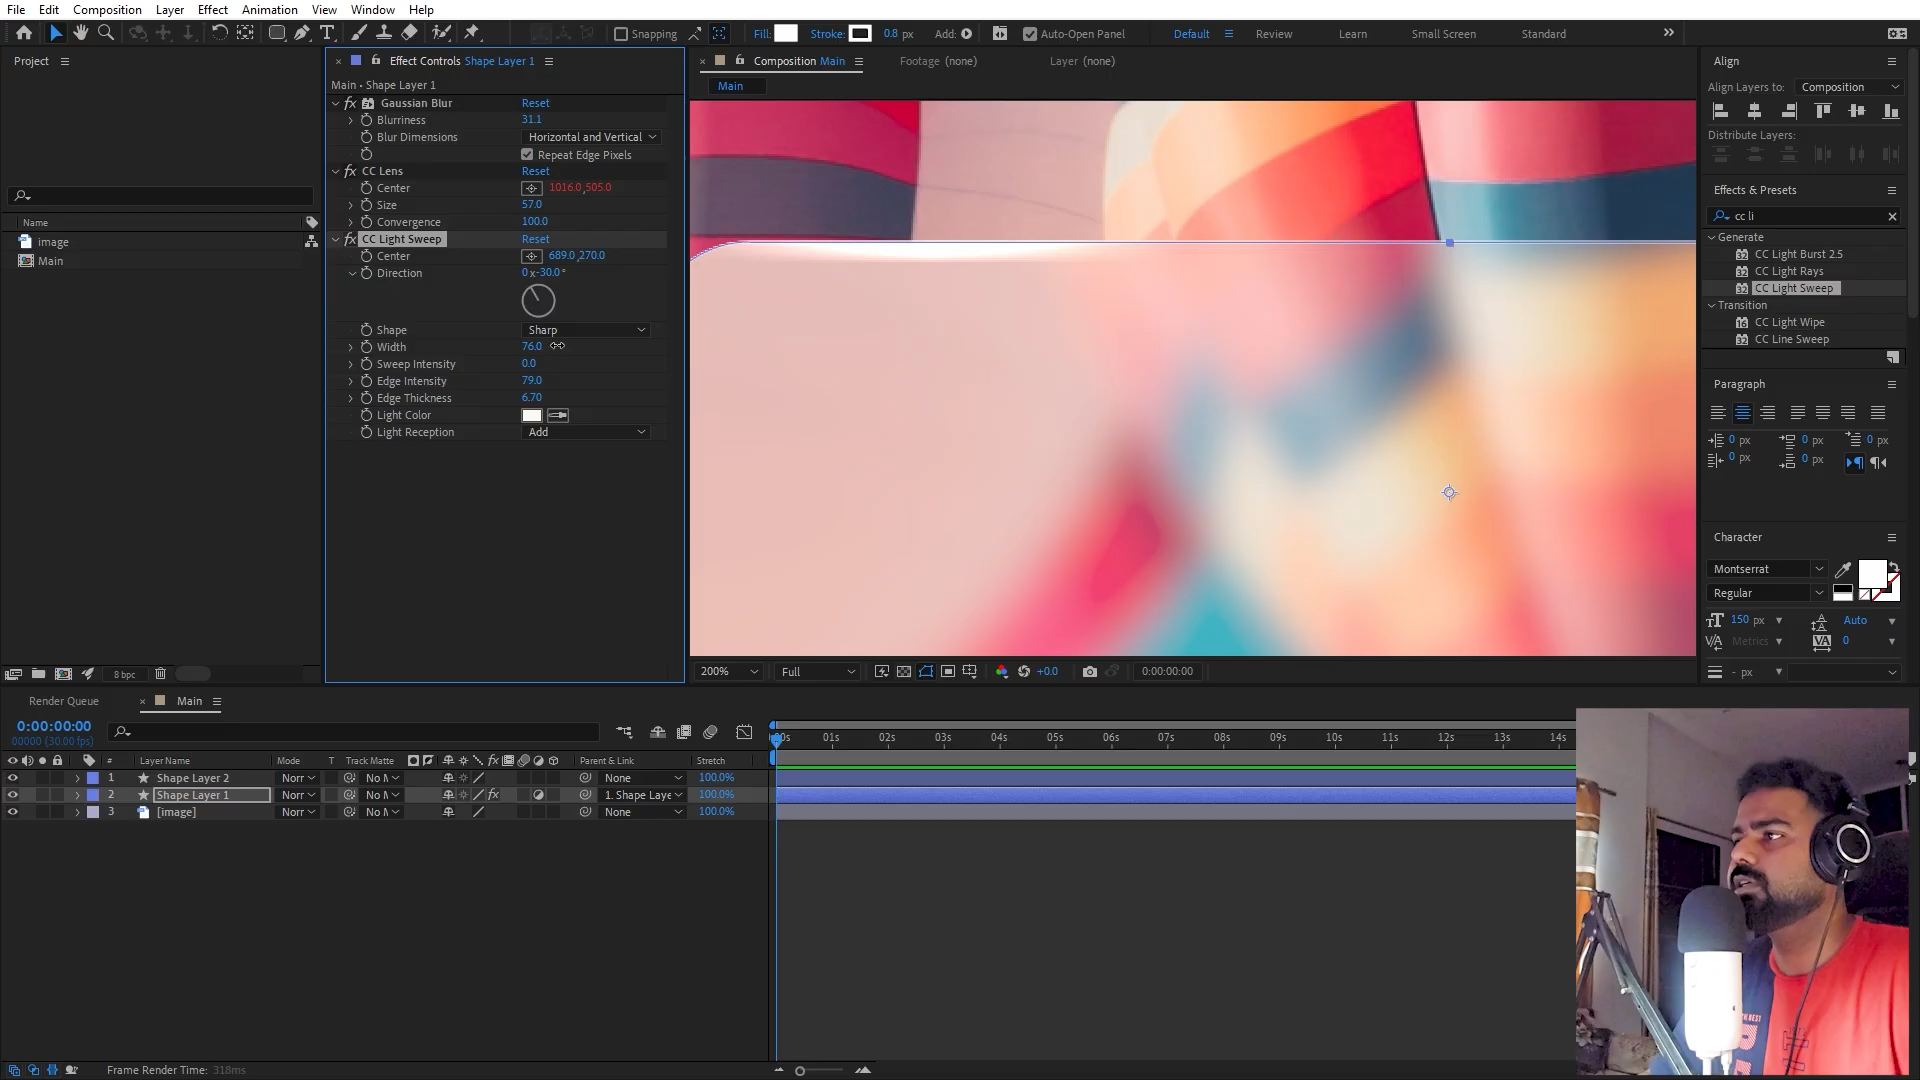 File Edit Composition Layer Effect Animation View Window Help
Snapping Fill: Stroke: 0.8 px Add: Auto-Open Panel Default Review Learn Small Screen Standard
Project
Name
image
Main
8 bpc
Effect Controls Shape Layer 1
Main • Shape Layer 1
fx Gaussian Blur Reset
Blurriness 31.1
Blur Dimensions Horizontal and Vertical
Repeat Edge Pixels
fx CC Lens Reset
Center 1016.0,505.0
Size 57.0
Convergence 100.0
fx CC Light Sweep Reset
Center 689.0,270.0
Direction 0x-30.0°
Shape Sharp
Width 76.0
Sweep Intensity 0.0
Edge Intensity 79.0
Edge Thickness 6.70
Light Color
Light Reception Add
Composition Main Footage (none) Layer (none)
Main
200% Full +0.0 0:00:00:00
Align
Align Layers to: Composition
Distribute Layers:
Effects & Presets
cc li
Generate
32 CC Light Burst 2.5
32 CC Light Rays
32 CC Light Sweep
Transition
16 CC Light Wipe
32 CC Line Sweep
Paragraph
0 px 0 px 0 px
0 px 0 px
Character
Montserrat
Regular
150 px Auto
Metrics 0
- px
Render Queue Main
0:00:00:00
00000 (30.00 fps)
# Layer Name Mode T Track Matte fx Parent & Link Stretch
:00s 01s 02s 03s 04s 05s 06s 07s 08s 09s 10s 11s 12s 13s 14s
1 Shape Layer 2 Norr No M None 100.0%
2 Shape Layer 1 Norr No M fx 1. Shape Laye 100.0%
3 [image] Norr No M None 100.0%
Frame Render Time: 318ms